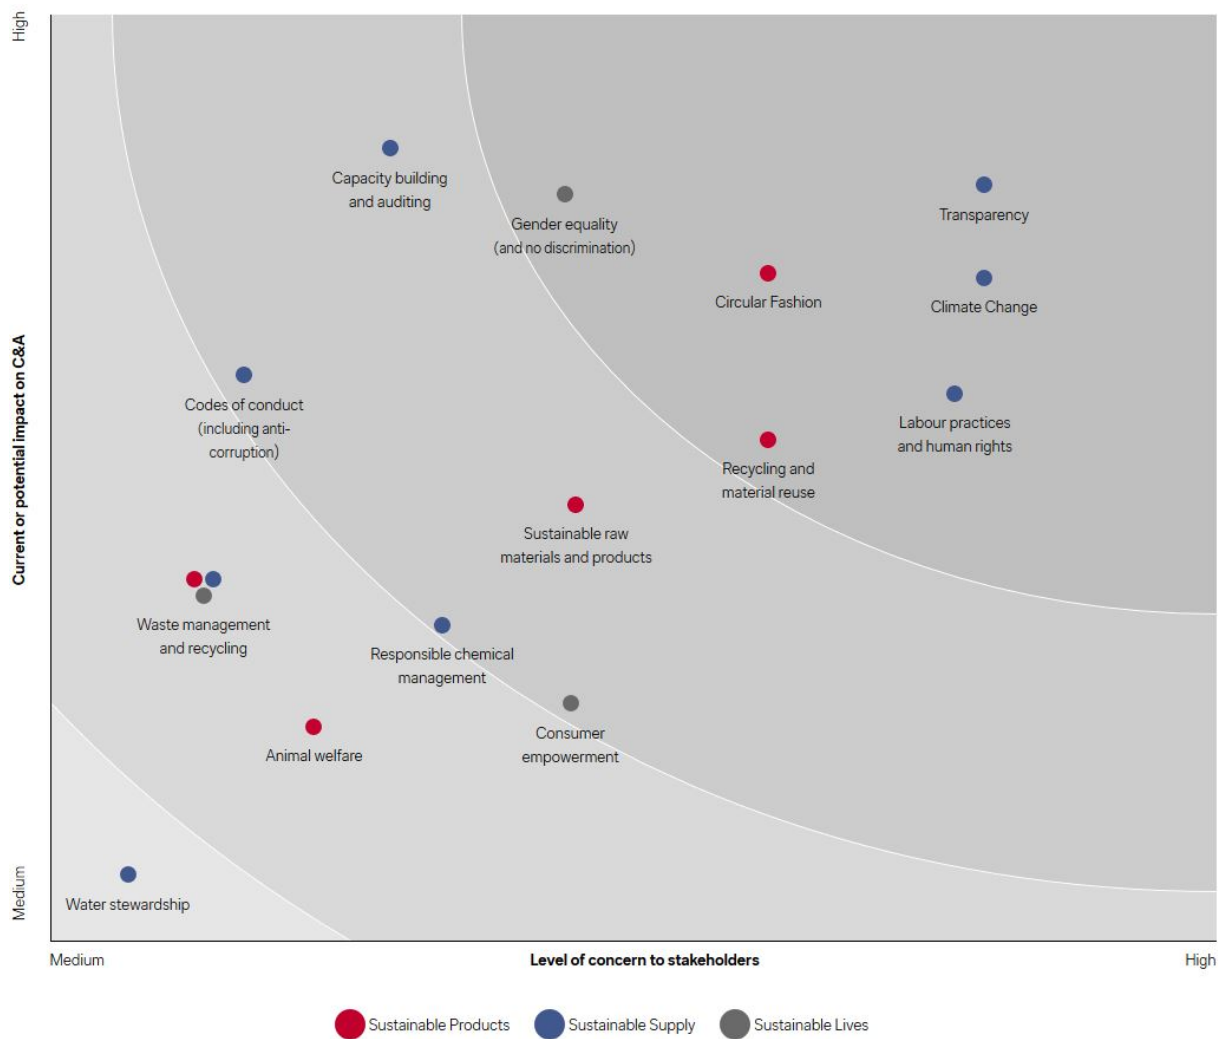 High
Capacity building
and auditing
Gender equality
(and no discrimination)
Transparency
Circular Fashion
Climate Change
Current or potential impact on C&A
Codes of conduct
(including anti-
corruption)
Labour practices
and human rights
Recycling and
material reuse
Sustainable raw
materials and products
Waste management
and recycling
Responsible chemical
management
Consumer
empowerment
Animal welfare
Water stewardship
Medium
Medium
Level of concern to stakeholders
High
Sustainable Products
Sustainable Supply
Sustainable Lives